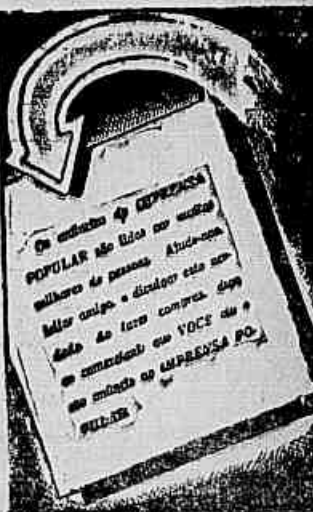 Os anúncios da IMPRENSA
POPULAR são lidos por muitos
milhares de pessoas. Ajude-nos,
leitor amigo, a divulgar esta ver-
dade. Ao fazer compras, diga
ao comerciante que VOCÊ viu o
seu anúncio na IMPRENSA PO-
PULAR